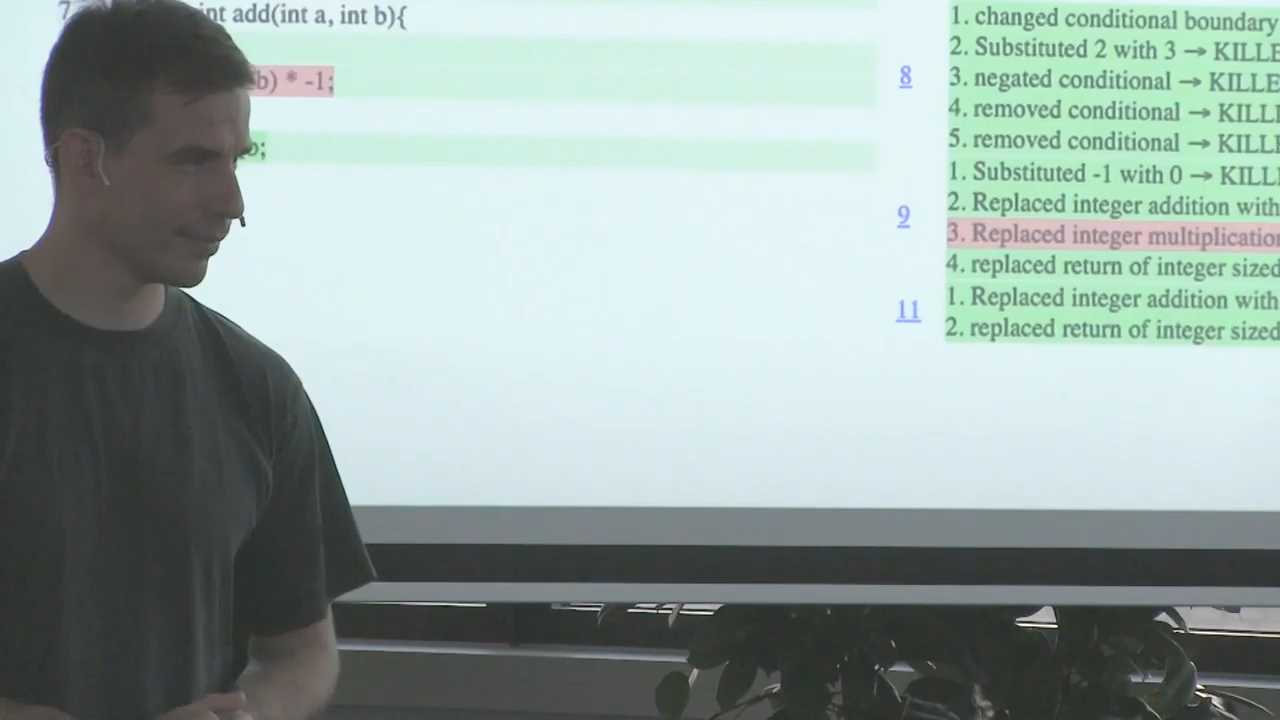 7 int add(int a, int b){
b) * -1;
b;
8
1. changed conditional boundary
2. Substituted 2 with 3 → KILLE
3. negated conditional → KILLE
4. removed conditional → KILLI
5. removed conditional → KILLI
9
1. Substituted -1 with 0 → KILL
2. Replaced integer addition with
3. Replaced integer multiplication
4. replaced return of integer sized
11
1. Replaced integer addition with
2. replaced return of integer sized